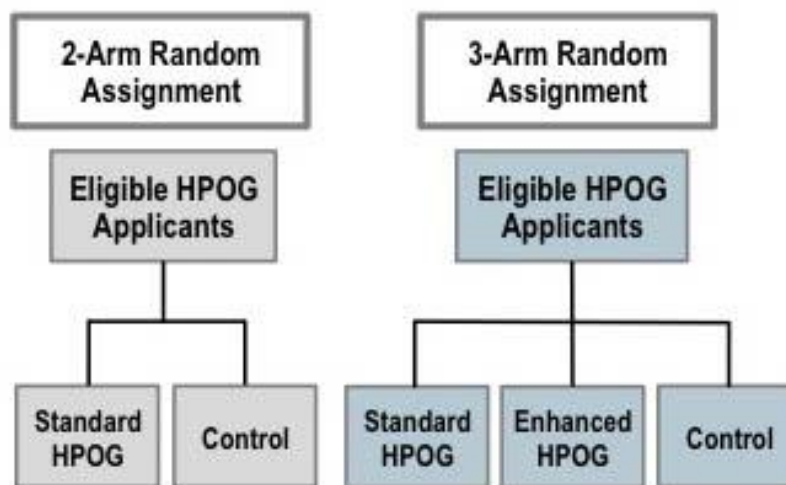 2-Arm Random
Assignment
3-Arm Random
Assignment
Eligible HPOG
Applicants
Eligible HPOG
Applicants
Standard
HPOG
Control
Standard
HPOG
Enhanced
HPOG
Control